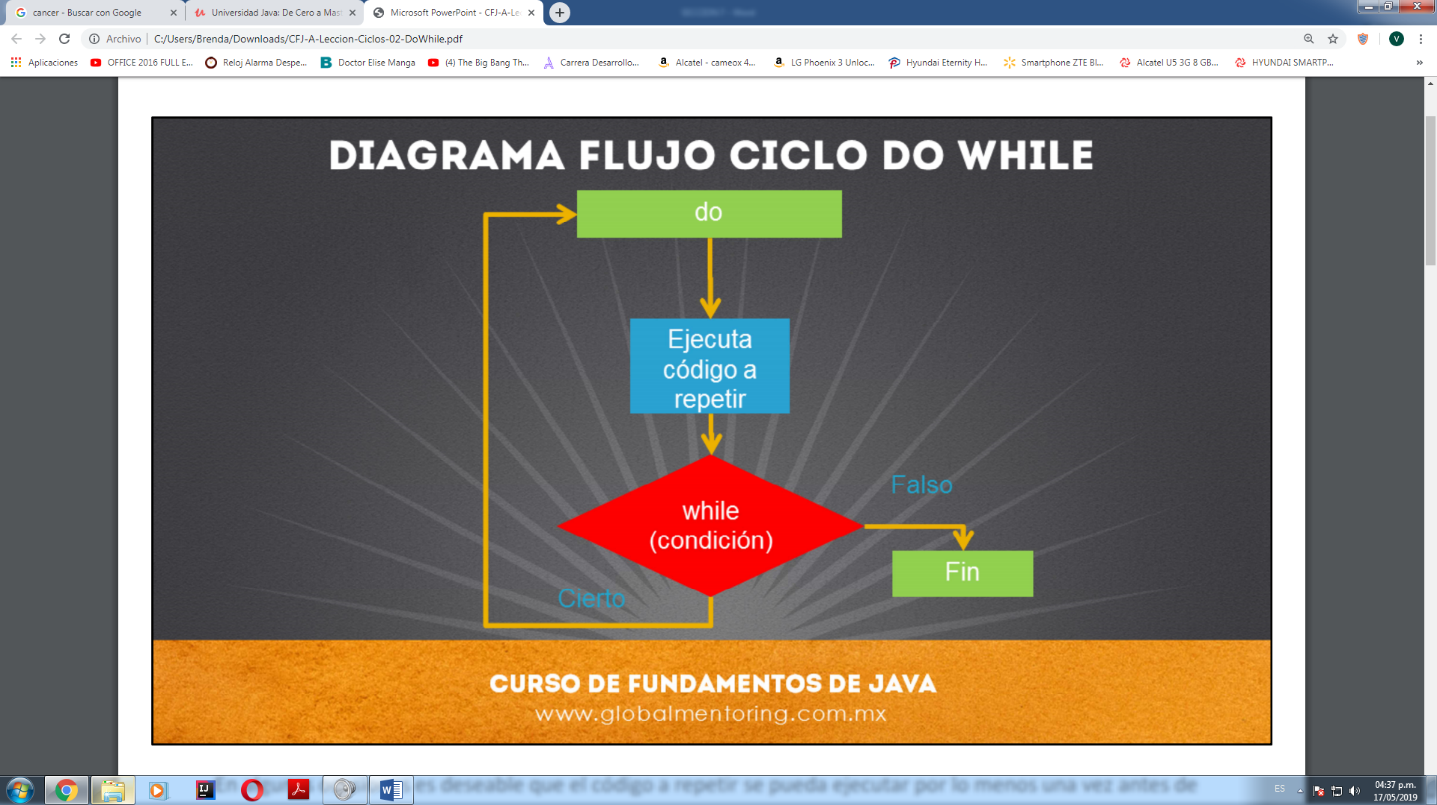 cancer - Buscar con Google
Universidad Java: De Cero a Mast
Microsoft PowerPoint - CFJ-A-Lec
Archivo | C:/Users/Brenda/Downloads/CFJ-A-Leccion-Ciclos-02-DoWhile.pdf
V
Aplicaciones
OFFICE 2016 FULL E...
Reloj Alarma Despe...
Doctor Elise Manga
(4) The Big Bang Th...
Carrera Desarrollo...
Alcatel - cameox 4...
LG Phoenix 3 Unloc...
Hyundai Eternity H...
Smartphone ZTE Bl...
Alcatel U5 3G 8 GB...
HYUNDAI SMARTP...
»
DIAGRAMA FLUJO CICLO DO WHILE
do
Ejecuta
código a
repetir
while
(condición)
Falso
Fin
Cierto
CURSO DE FUNDAMENTOS DE JAVA
www.globalmentoring.com.mx
es deseable que el código a repetir se pueda ejecutar por lo menos una vez antes de
ES
04:37 p.m.
17/05/2019